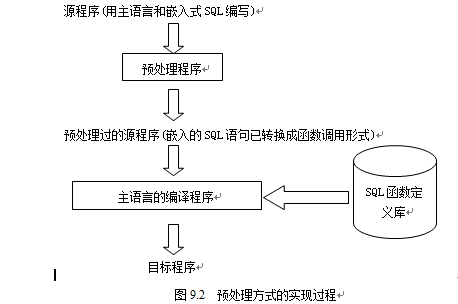 源程序(用主语言和嵌入式SQL编写)
预处理程序
预处理过的源程序(嵌入的SQL语句已转换成函数调用形式)
主语言的编译程序
SQL函数定
义库
目标程序
图 9.2 预处理方式的实现过程